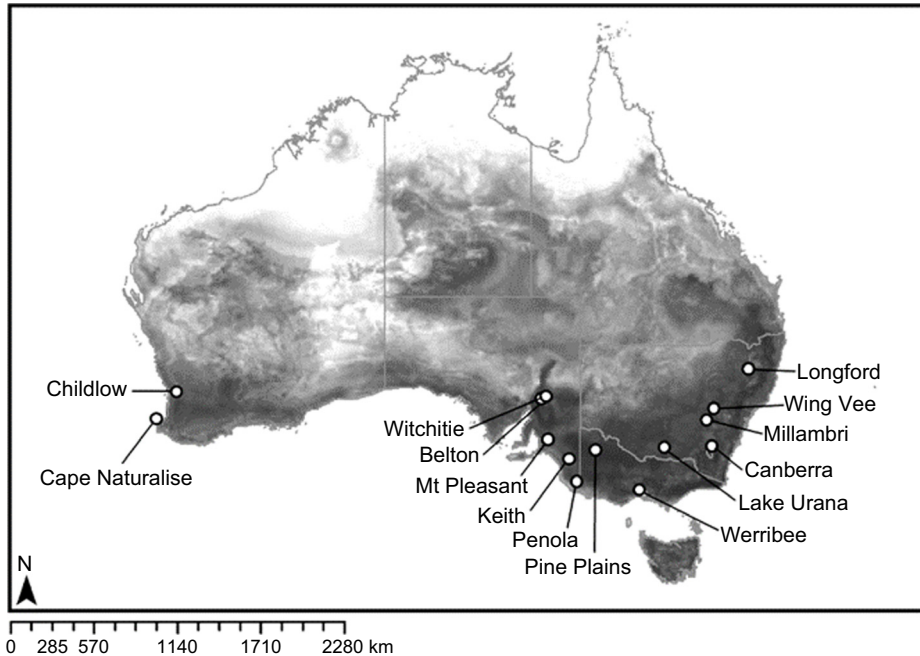 Childlow
Cape Naturalise
Witchitie
Belton
Mt Pleasant
Keith
Penola
Pine Plains
Longford
Wing Vee
Millambri
Canberra
Lake Urana
Werribee
N
0 285 570 1140 1710 2280 km